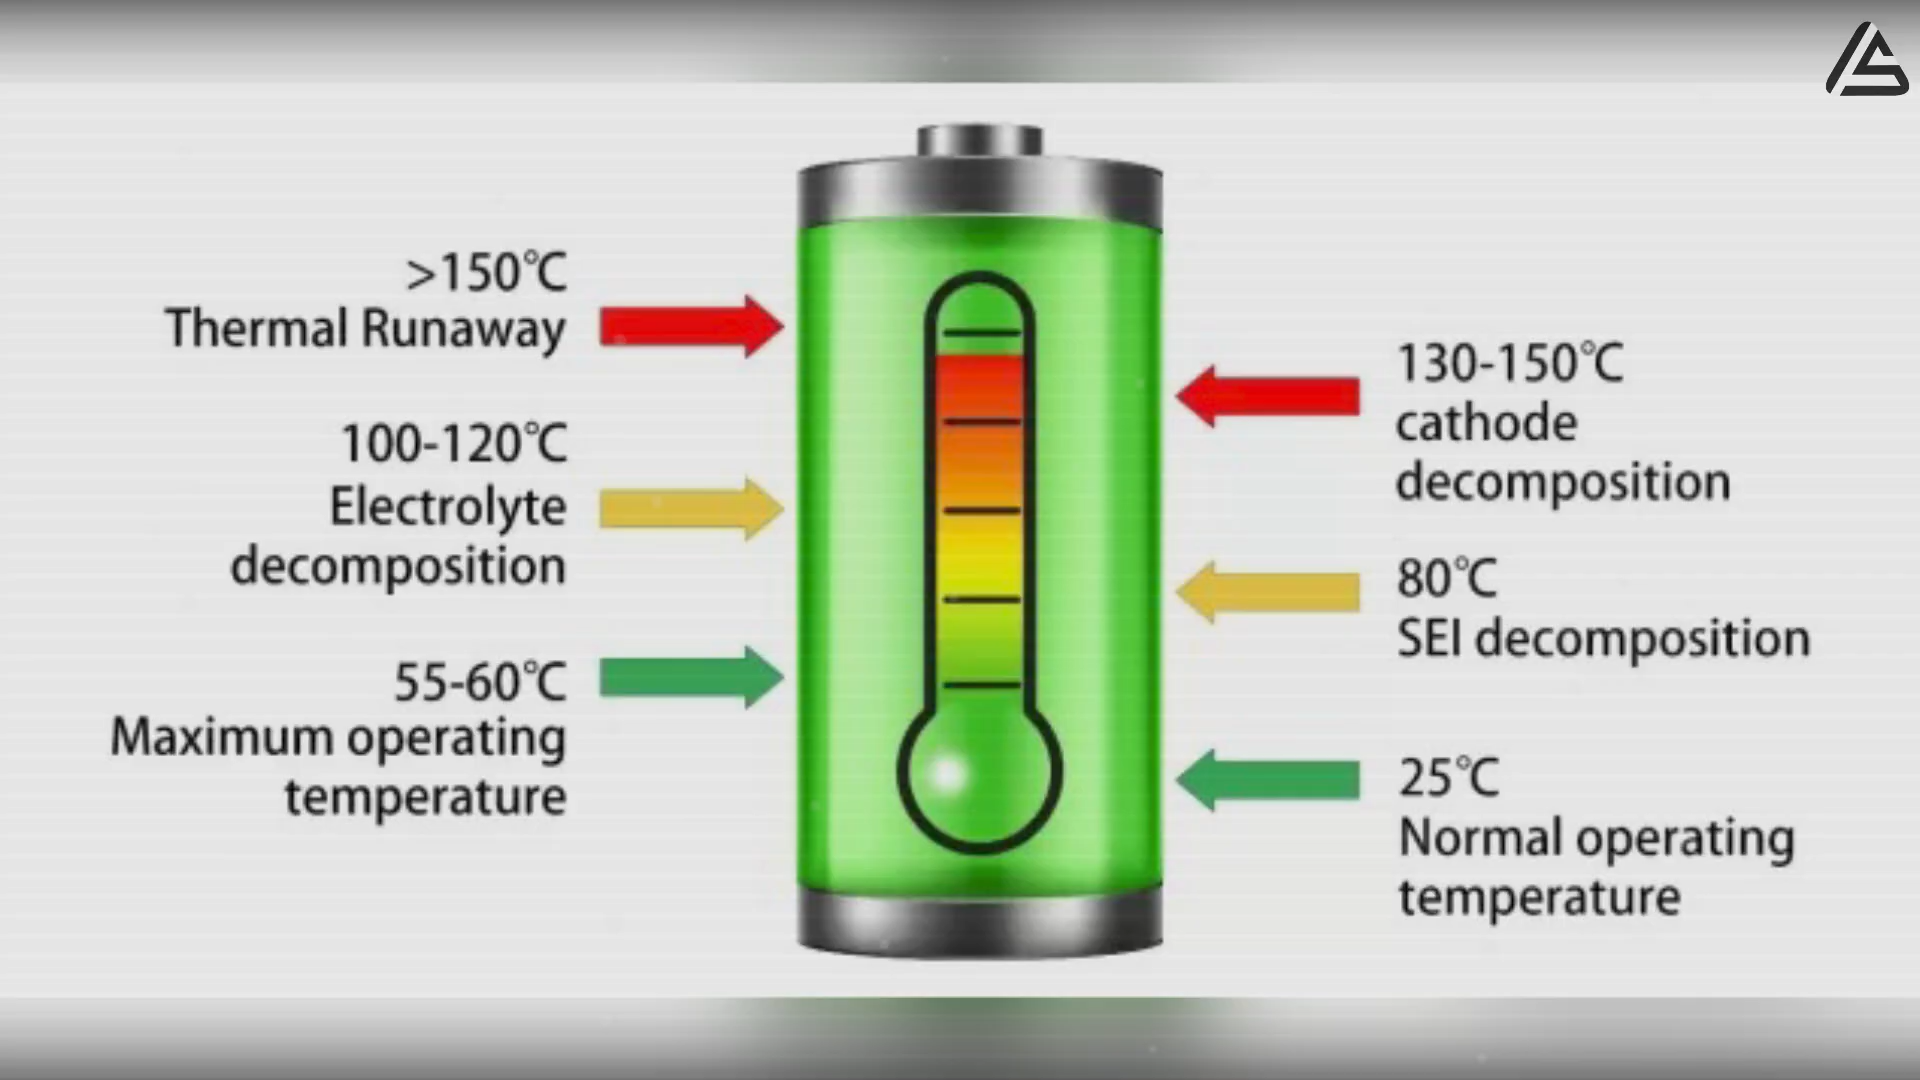 >150℃
Thermal Runaway
100-120℃
Electrolyte
decomposition
55-60℃
Maximum operating
temperature
130-150℃
cathode
decomposition
80℃
SEI decomposition
25℃
Normal operating
temperature